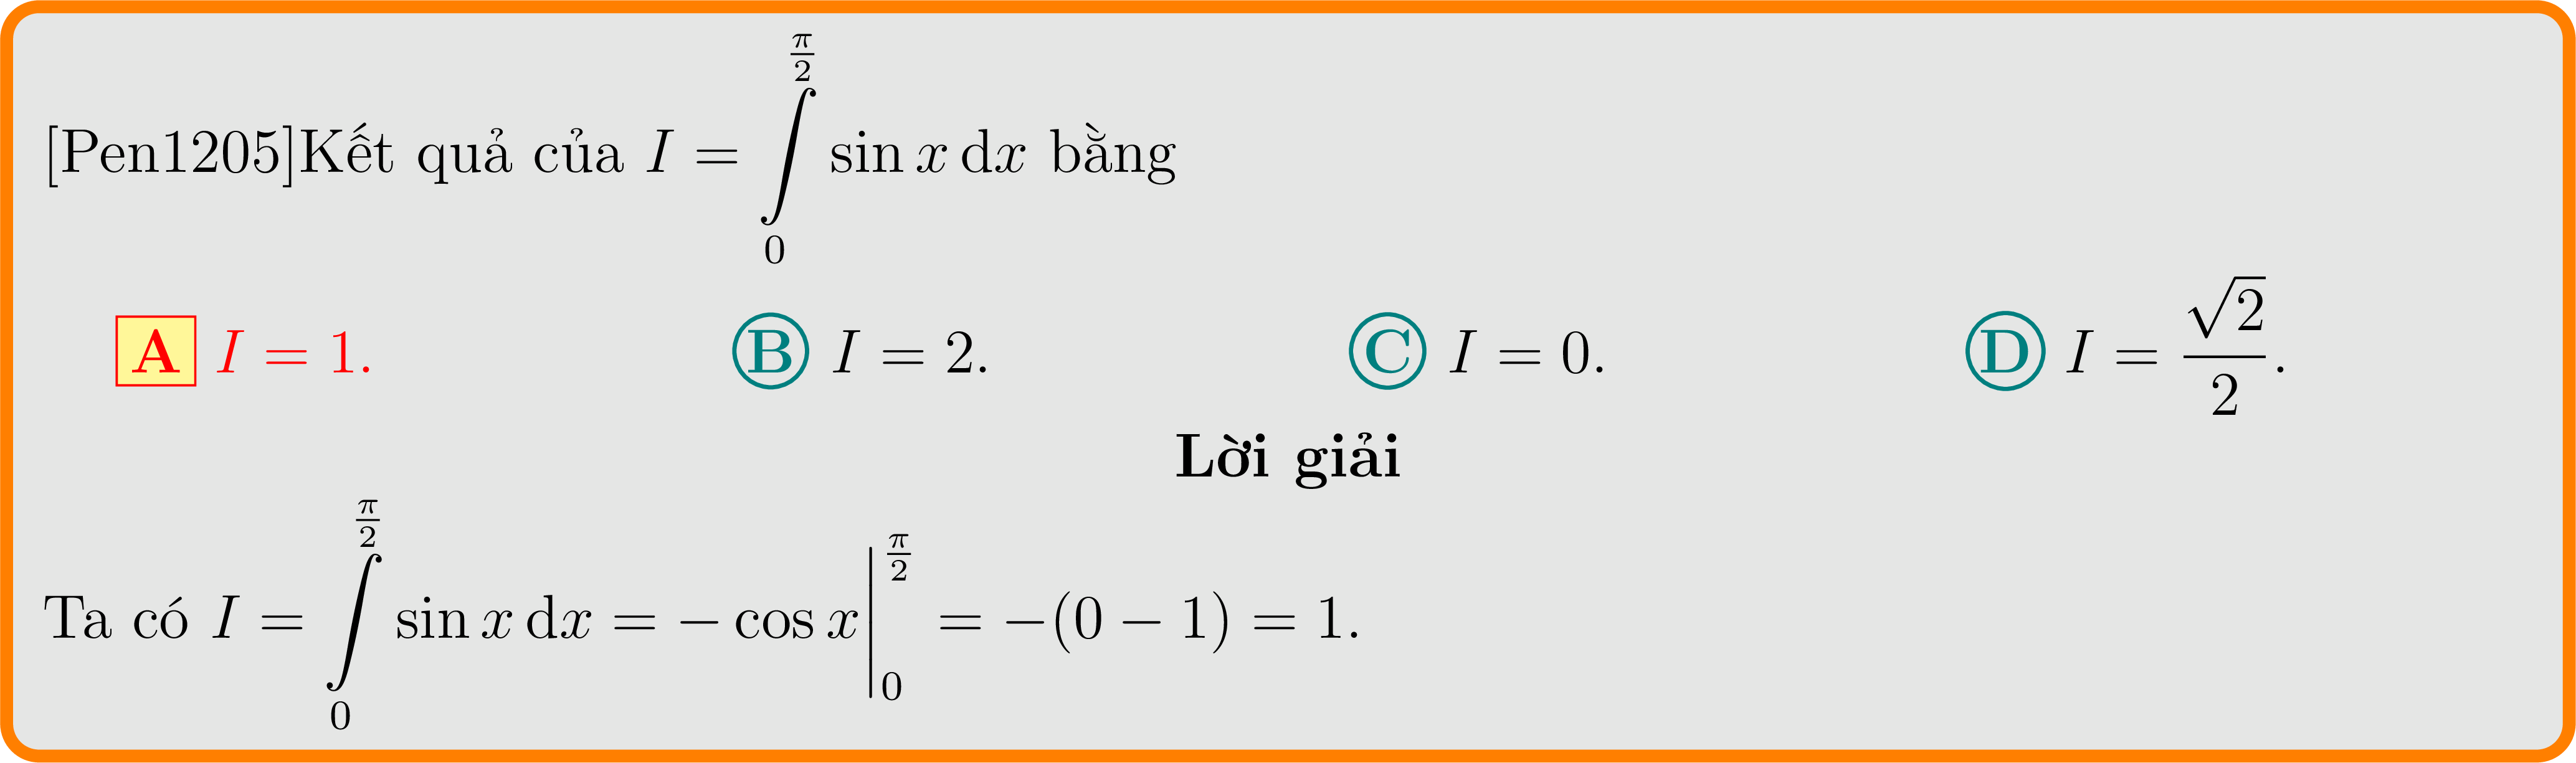 [Pen1205]Kết quả của $I = \int\limits_{0}^{\frac{\pi}{2}} \sin x \, \mathrm{d}x$ bằng
A $I = 1.$ B $I = 2.$ C $I = 0.$ D $I = \frac{\sqrt{2}}{2}.$
Lời giải
Ta có $I = \int\limits_{0}^{\frac{\pi}{2}} \sin x \, \mathrm{d}x = -\cos x \Big|_{0}^{\frac{\pi}{2}} = -(0 - 1) = 1.$